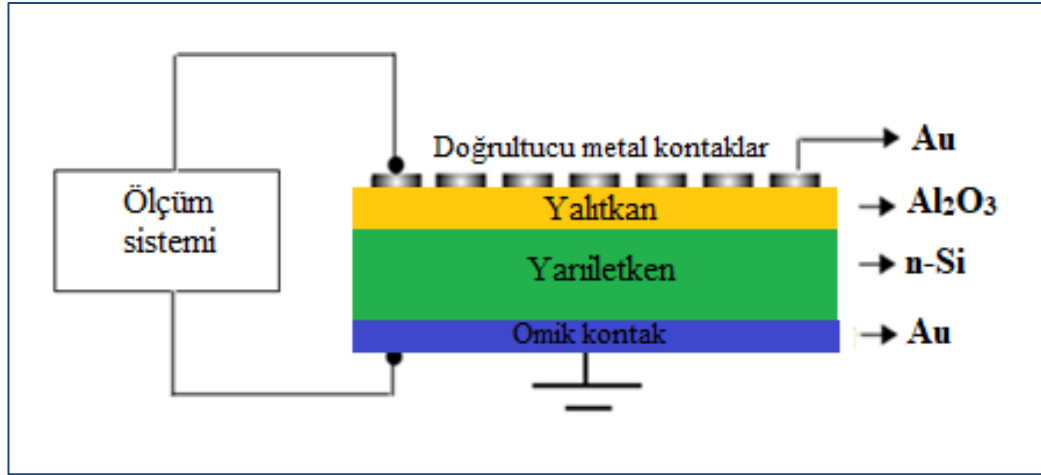 Doğrultucu metal kontaklar
Au
Ölçüm
sistemi
Yalıtkan
Al₂O₃
Yarıiletken
n-Si
Omik kontak
Au